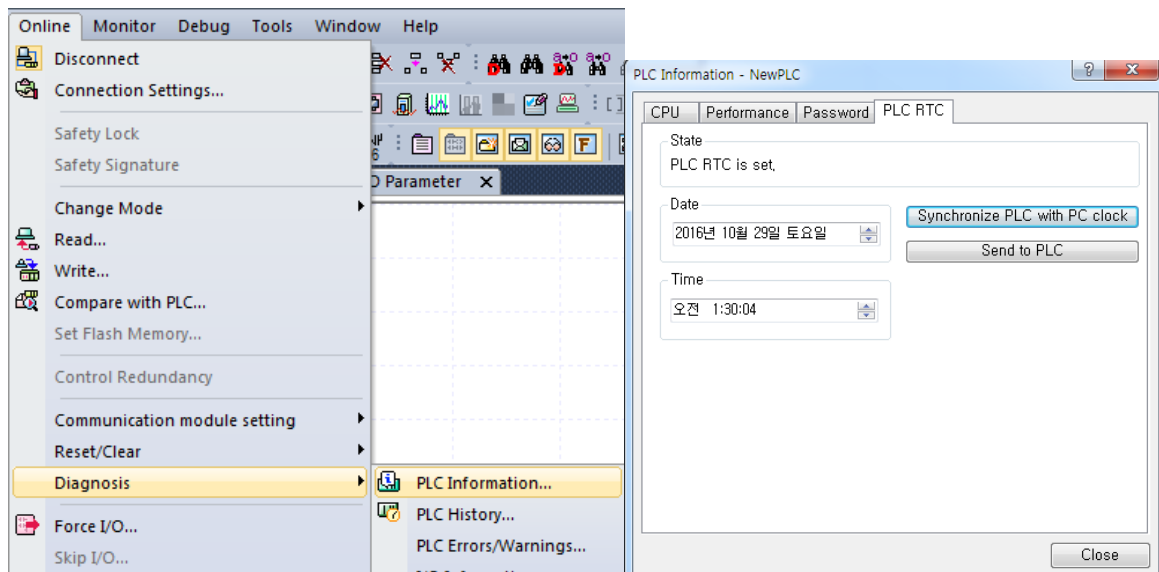 Online Monitor Debug Tools Window Help
Disconnect
Connection Settings...
Safety Lock
Safety Signature
O Parameter X
Change Mode
Read...
Write...
Compare with PLC...
Set Flash Memory...
Control Redundancy
Communication module setting
Reset/Clear
Diagnosis
PLC Information...
PLC History...
PLC Errors/Warnings...
Force I/O...
Skip I/O...
PLC Information - NewPLC
CPU Performance Password PLC RTC
State
PLC RTC is set,
Date
2016년 10월 29일 토요일
Synchronize PLC with PC clock
Send to PLC
Time
오전 1:30:04
Close